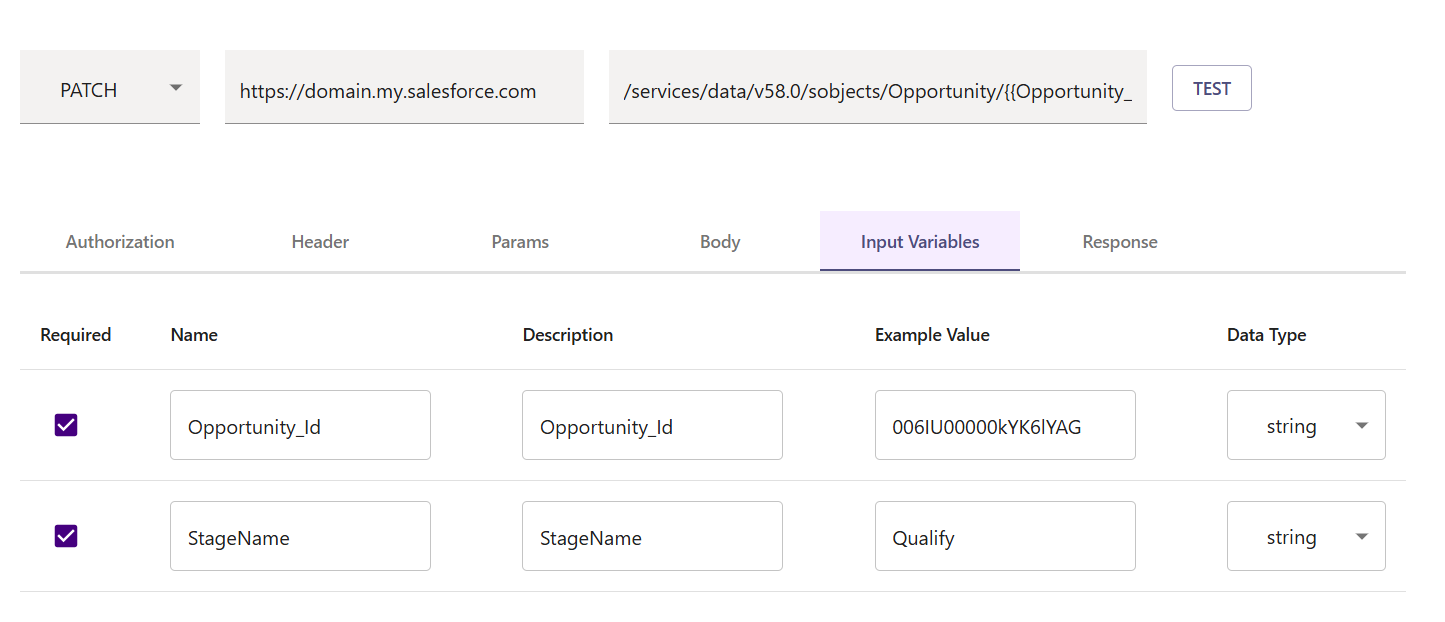 PATCH https://domain.my.salesforce.com /services/data/v58.0/sobjects/Opportunity/{{Opportunity_ TEST
Authorization Header Params Body Input Variables Response
Required Name Description Example Value Data Type
Opportunity_Id Opportunity_Id 006IU00000kYK6lYAG string
StageName StageName Qualify string